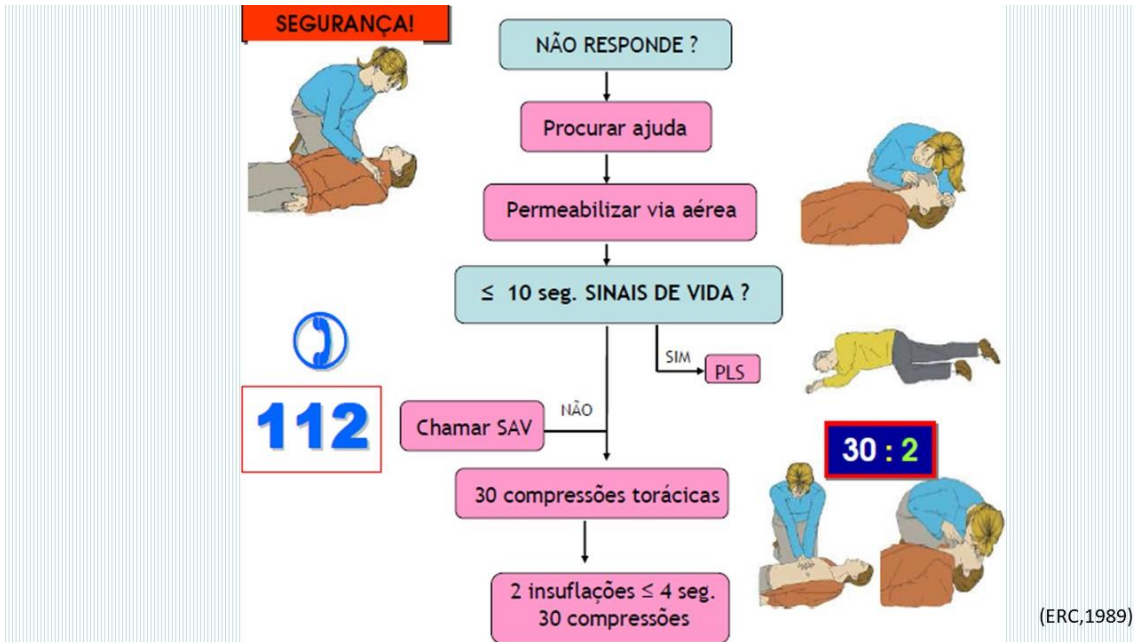 SEGURANÇA!
NÃO RESPONDE ?
Procurar ajuda
Permeabilizar via aérea
≤ 10 seg. SINAIS DE VIDA ?
SIM
PLS
NÃO
Chamar SAV
112
30 : 2
30 compressões torácicas
2 insuflações ≤ 4 seg.
30 compressões
(ERC,1989)